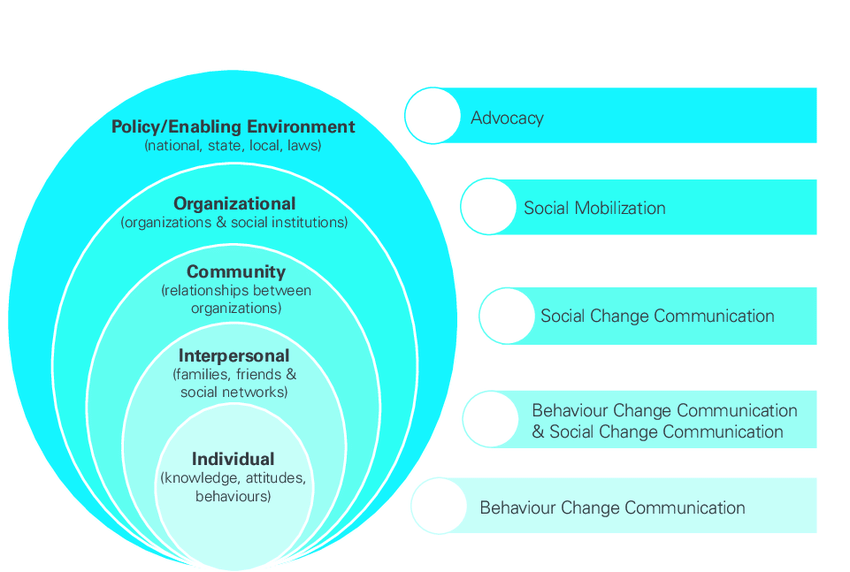 Policy/Enabling Environment
(national, state, local, laws)
Organizational
(organizations & social institutions)
Community
(relationships between
organizations)
Interpersonal
(families, friends &
social networks)
Individual
(knowledge, attitudes,
behaviours)
Advocacy
Social Mobilization
Social Change Communication
Behaviour Change Communication
& Social Change Communication
Behaviour Change Communication